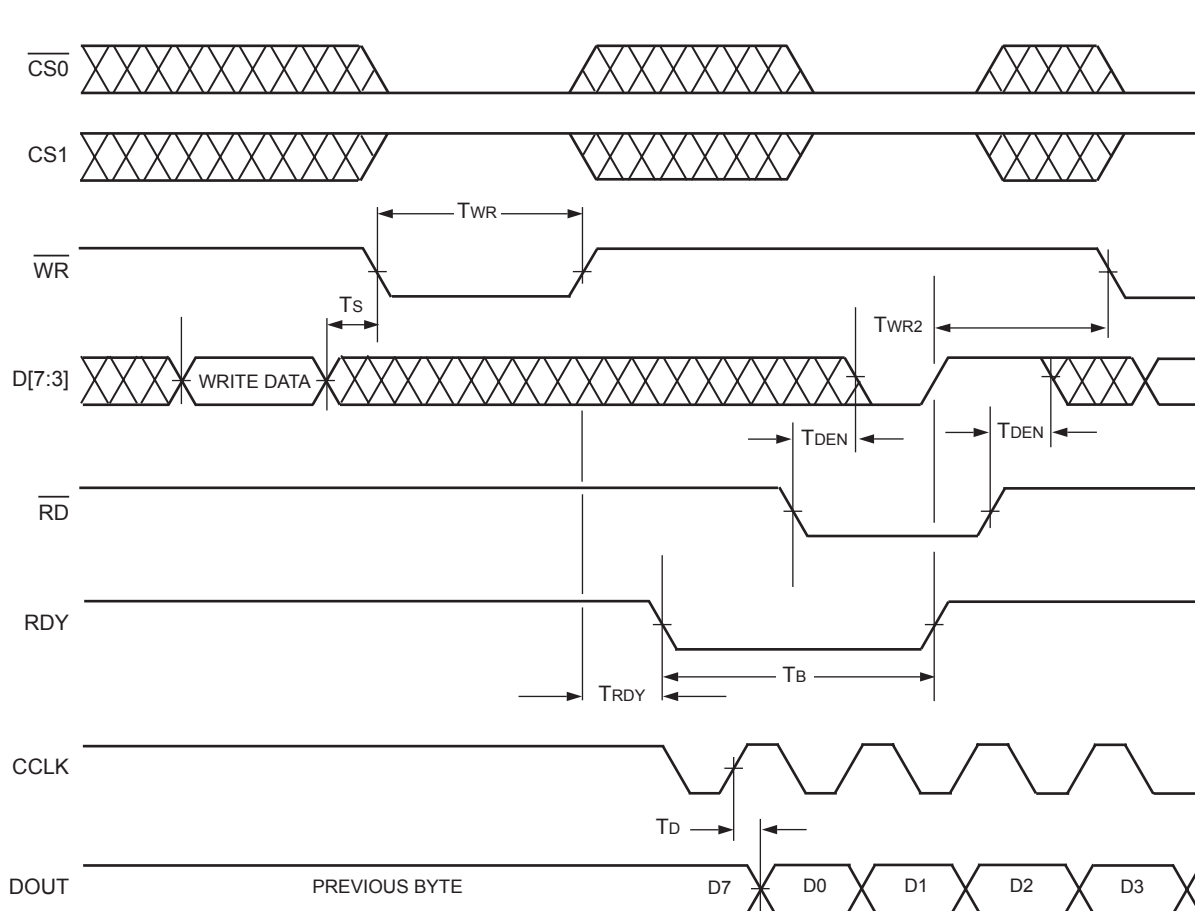 CS0
CS1
TWR
WR
TS
TWR2
D[7:3]
WRITE DATA
TDEN
TDEN
RD
RDY
TB
TRDY
CCLK
TD
DOUT
PREVIOUS BYTE
D7
D0
D1
D2
D3